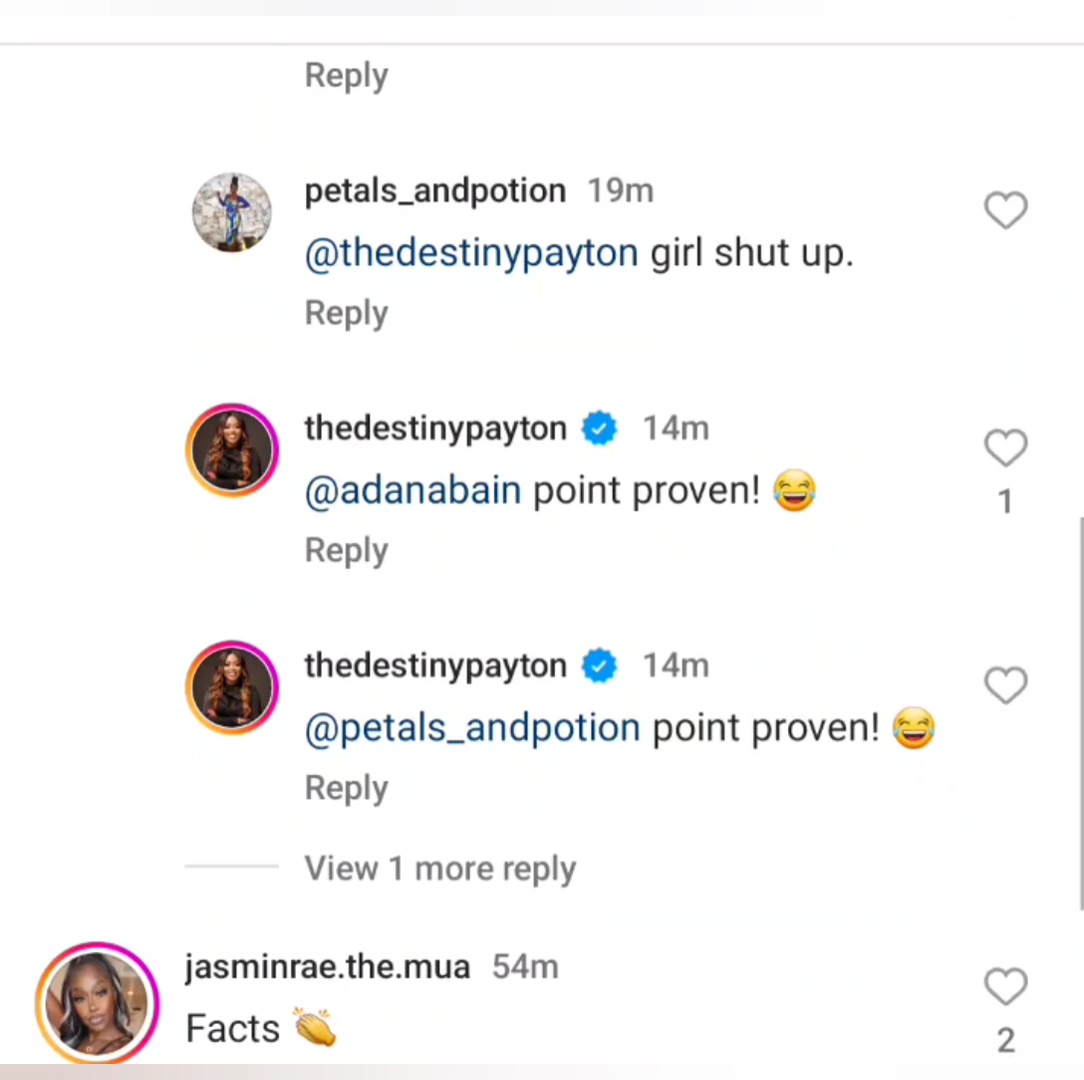 Reply
petals_andpotion 19m
@thedestinypayton girl shut up.
Reply
thedestinypayton 14m
@adanabain point proven! 😂
1
Reply
thedestinypayton 14m
@petals_andpotion point proven! 😂
Reply
View 1 more reply
jasminrae.the.mua 54m
Facts 👏
2